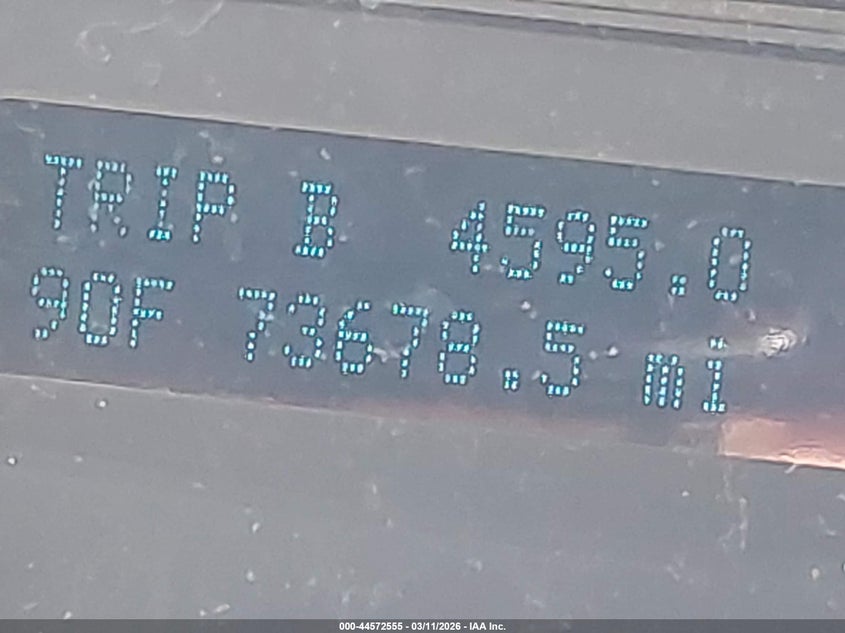 TRIP B 4595.0
90F 73678.5 mi
000-44572555 - 03/11/2026 - IAA Inc.